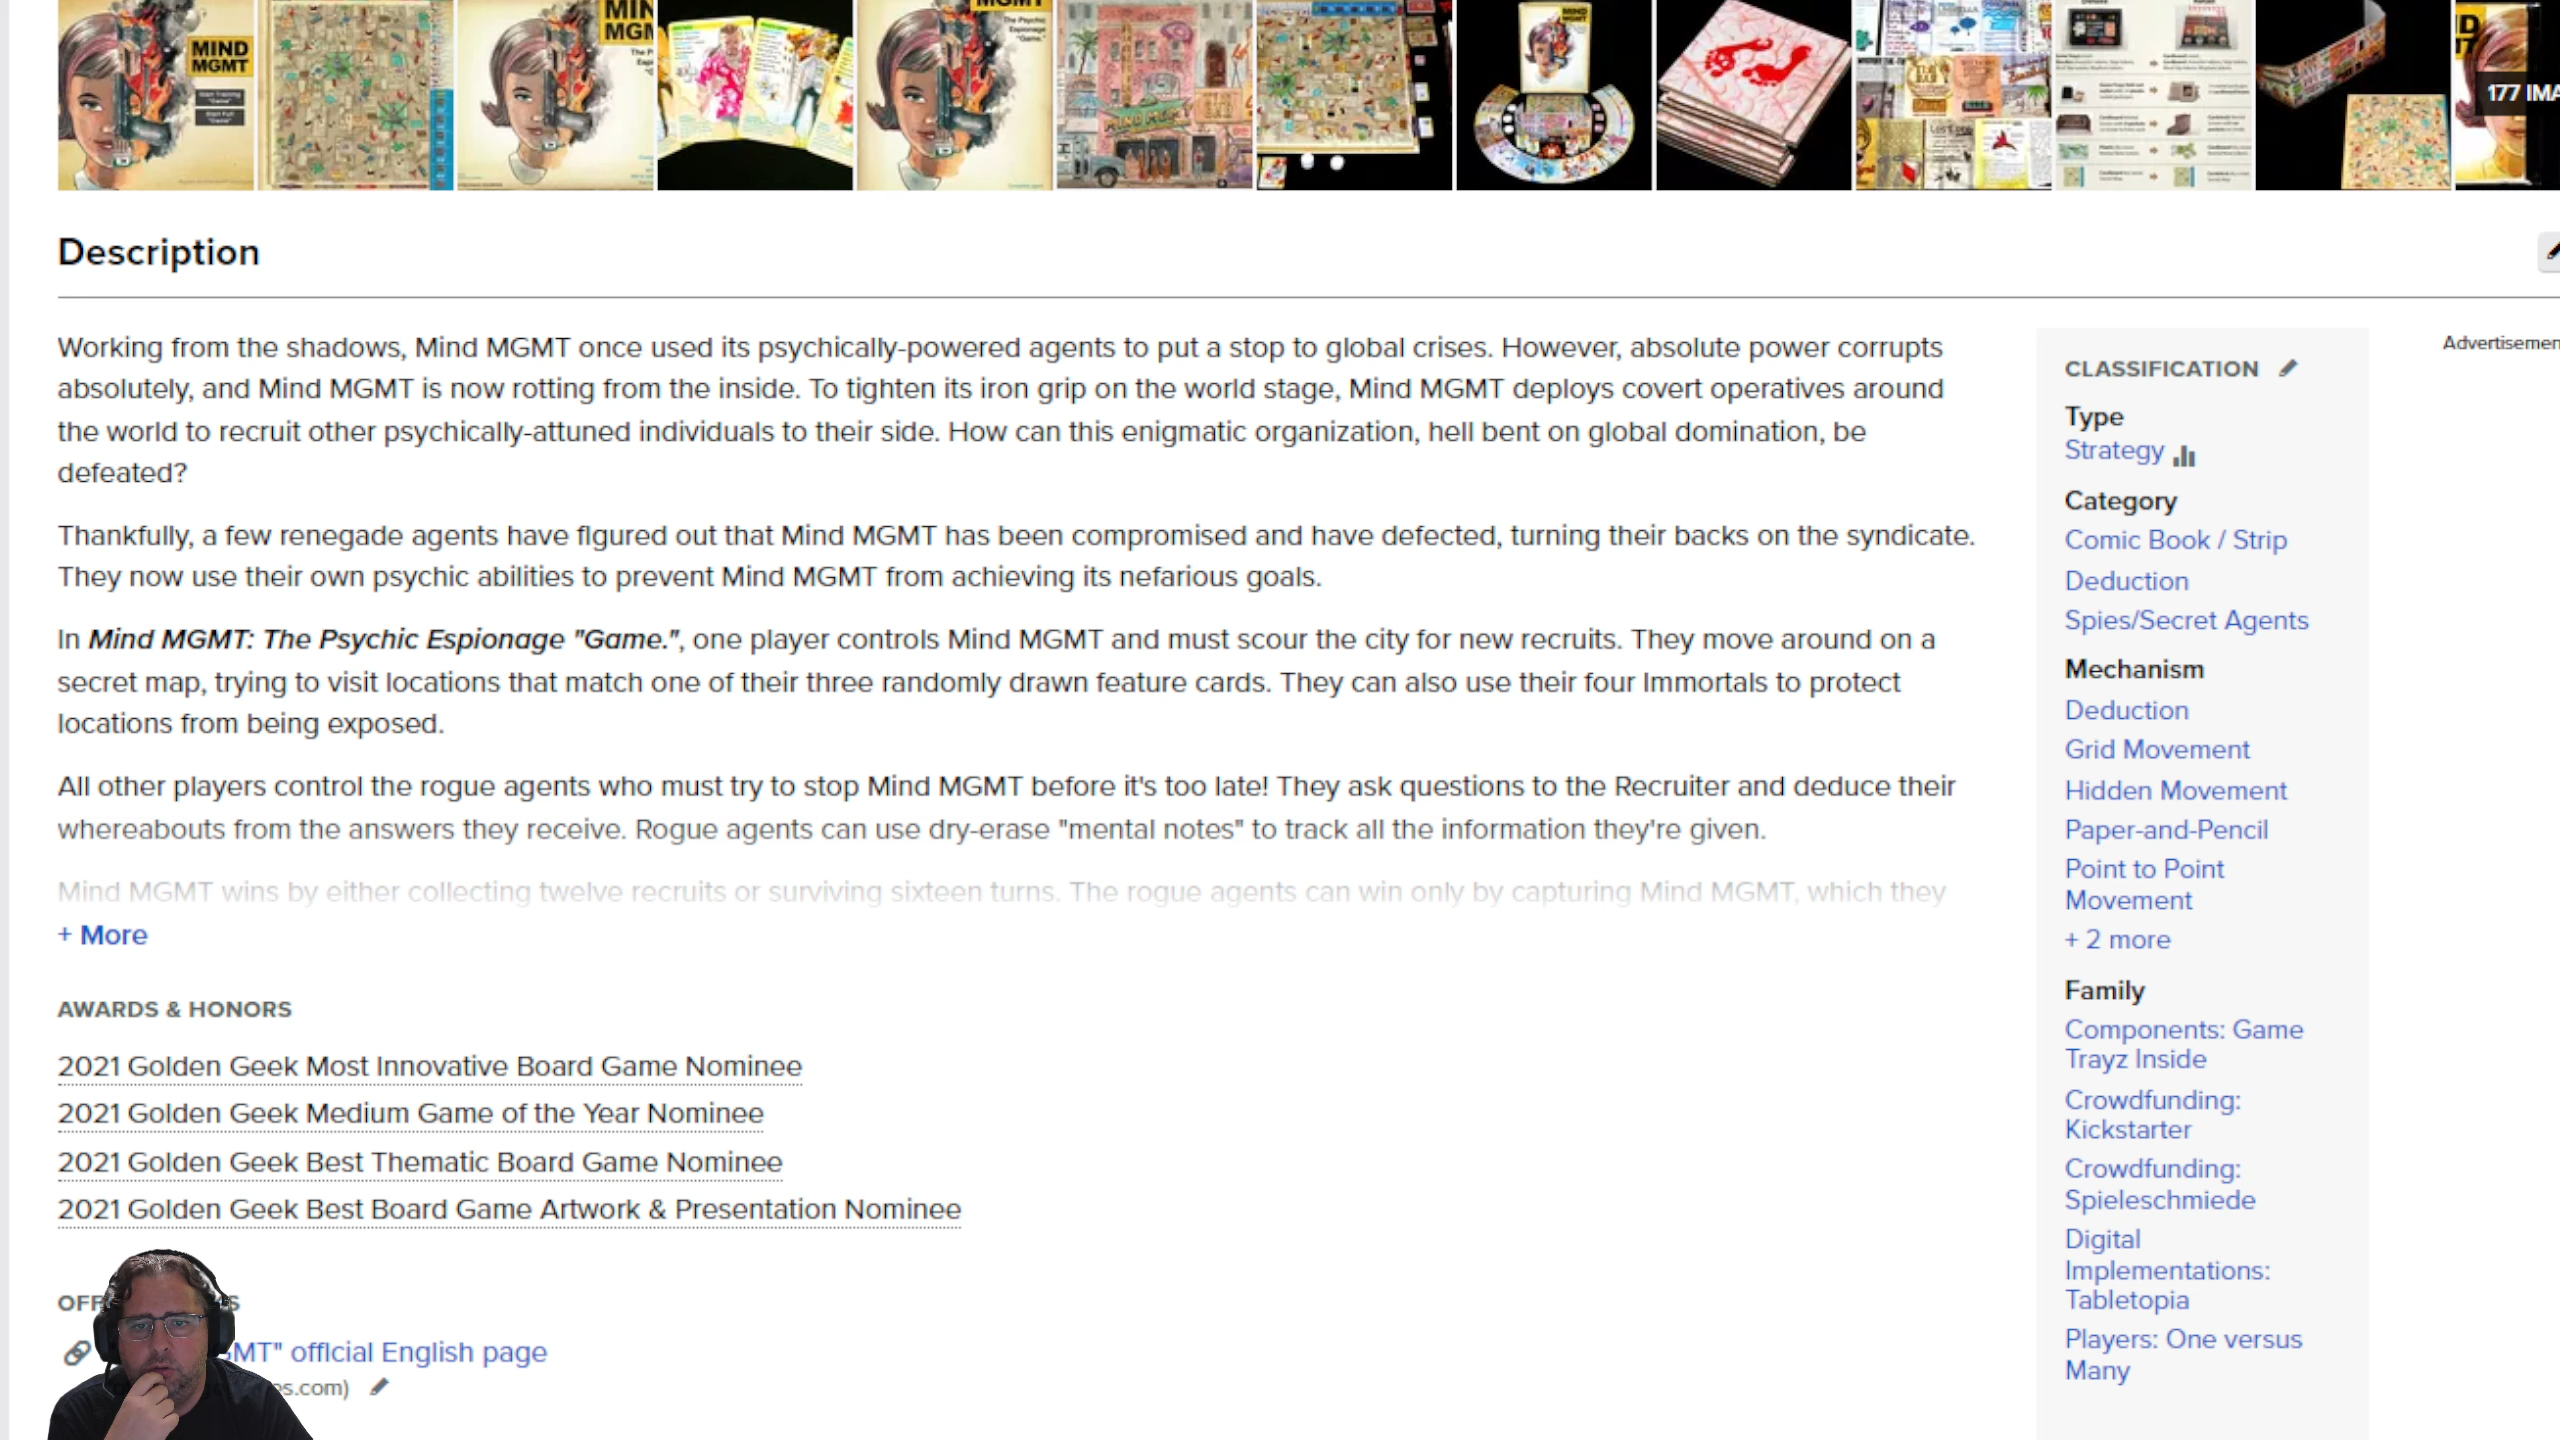 MIND
MGMT
MIN
MGN
MGMT
The Psychic
Espionage
"Game."
MIND
MGMT
177 IMA
Description
Working from the shadows, Mind MGMT once used its psychically-powered agents to put a stop to global crises. However, absolute power corrupts
absolutely, and Mind MGMT is now rotting from the inside. To tighten its iron grip on the world stage, Mind MGMT deploys covert operatives around
the world to recruit other psychically-attuned individuals to their side. How can this enigmatic organization, hell bent on global domination, be
defeated?
Thankfully, a few renegade agents have figured out that Mind MGMT has been compromised and have defected, turning their backs on the syndicate.
They now use their own psychic abilities to prevent Mind MGMT from achieving its nefarious goals.
In Mind MGMT: The Psychic Espionage "Game.", one player controls Mind MGMT and must scour the city for new recruits. They move around on a
secret map, trying to visit locations that match one of their three randomly drawn feature cards. They can also use their four Immortals to protect
locations from being exposed.
All other players control the rogue agents who must try to stop Mind MGMT before it's too late! They ask questions to the Recruiter and deduce their
whereabouts from the answers they receive. Rogue agents can use dry-erase "mental notes" to track all the information they're given.
Mind MGMT wins by either collecting twelve recruits or surviving sixteen turns. The rogue agents can win only by capturing Mind MGMT, which they
+ More
AWARDS & HONORS
2021 Golden Geek Most Innovative Board Game Nominee
2021 Golden Geek Medium Game of the Year Nominee
2021 Golden Geek Best Thematic Board Game Nominee
2021 Golden Geek Best Board Game Artwork & Presentation Nominee
OFF S
GMT" official English page
es.com)
Advertisemen
CLASSIFICATION
Type
Strategy
Category
Comic Book / Strip
Deduction
Spies/Secret Agents
Mechanism
Deduction
Grid Movement
Hidden Movement
Paper-and-Pencil
Point to Point
Movement
+ 2 more
Family
Components: Game
Trayz Inside
Crowdfunding:
Kickstarter
Crowdfunding:
Spieleschmiede
Digital
Implementations:
Tabletopia
Players: One versus
Many